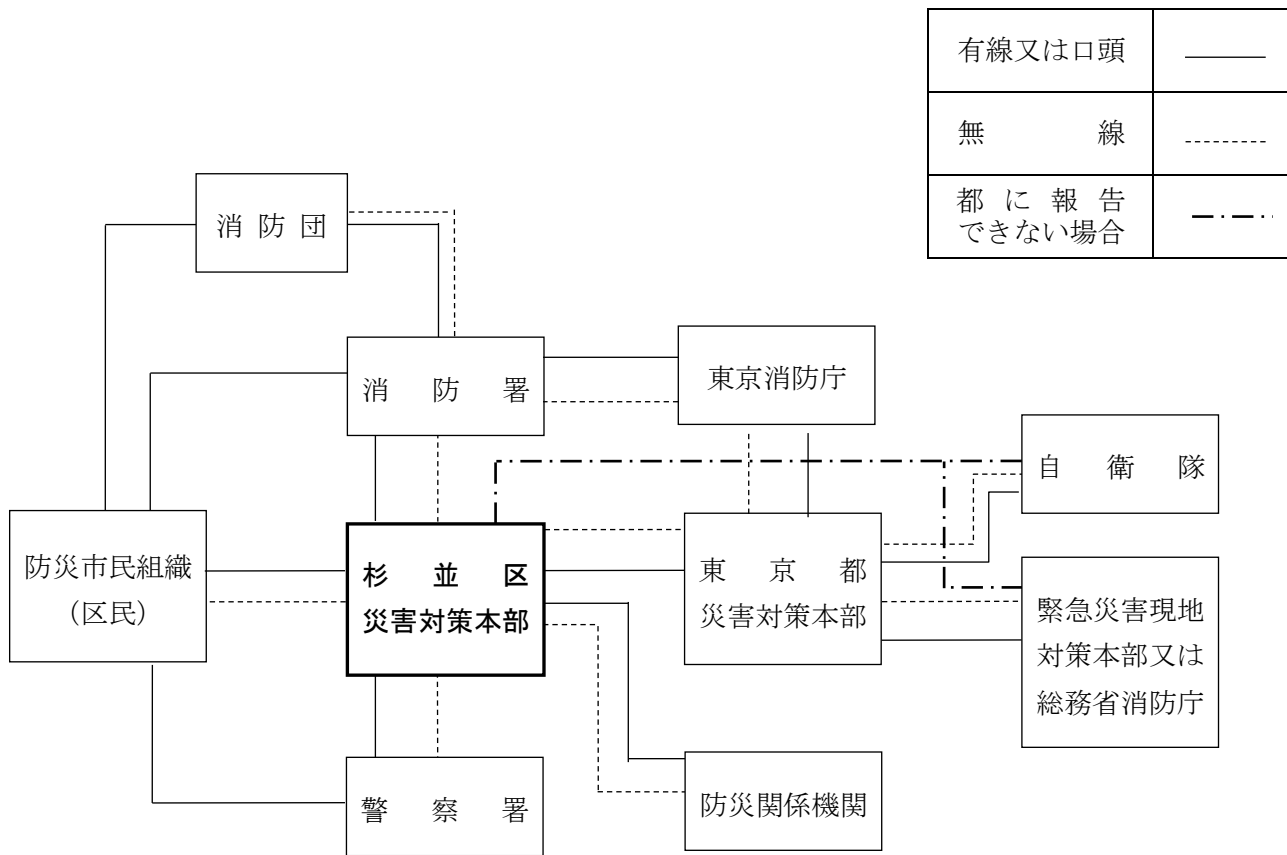 有線又は口頭
無線
都に報告
できない場合
消防団
消防署
東京消防庁
自衛隊
防災市民組織
（区民）
杉並区
災害対策本部
東京都
災害対策本部
緊急災害現地
対策本部又は
総務省消防庁
警察署
防災関係機関